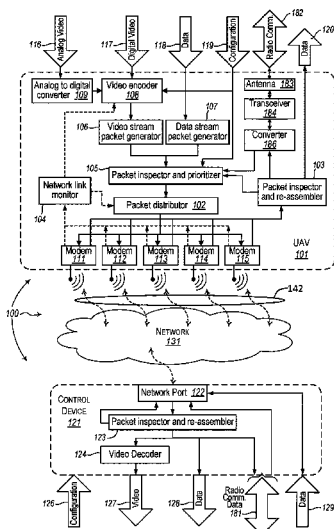 116
117
118
119
182
120
Analog Video
Digital Video
Data
Configuration
Radio Comm.
Data
Analog to digital
converter 109
Video encoder
108
107
Antenna 183
Transceiver
184
Converter
186
106
Video stream
packet generator
Data stream
packet generator
103
105
Packet inspector and prioritizer
Packet inspector
and re-assembler
Network link
monitor
104
Packet distributor 102
Modem
111
Modem
112
Modem
113
Modem
114
Modem
115
UAV
101
142
100
NETWORK
131
Network Port 122
CONTROL
DEVICE
121
Packet inspector and re-assembler
123
124
Video Decoder
Configuration
Video
Data
Radio
Comm.
Data
Data
126
127
128
181
129